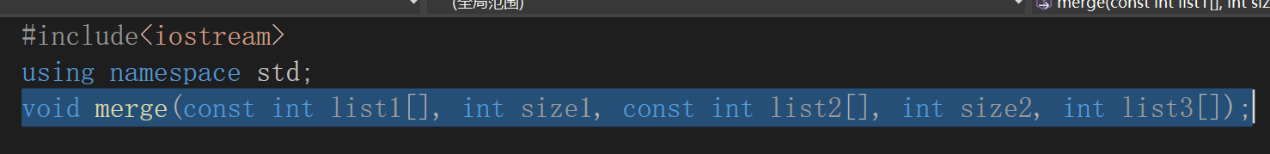 (全局范围) merge(const int list1[], int siz
#include<iostream>
using namespace std;
void merge(const int list1[], int size1, const int list2[], int size2, int list3[]);